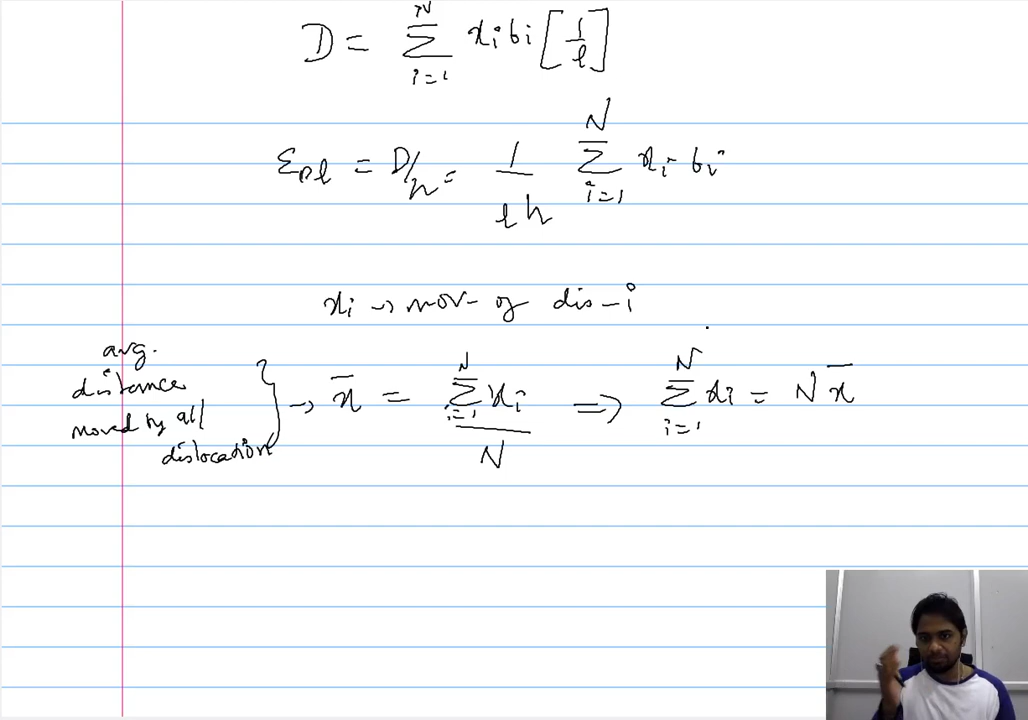 D = Σ_{i=1}^{N} x_i b_i [1/l]
ε_pl = D/h = 1/(l h) Σ_{i=1}^{N} x_i b_i
x_i → mov of dis-i
avg.
distance
moved by all
dislocation
} → x̄ = Σ_{i=1}^{N} x_i / N ⇒ Σ_{i=1}^{N} x_i = N x̄